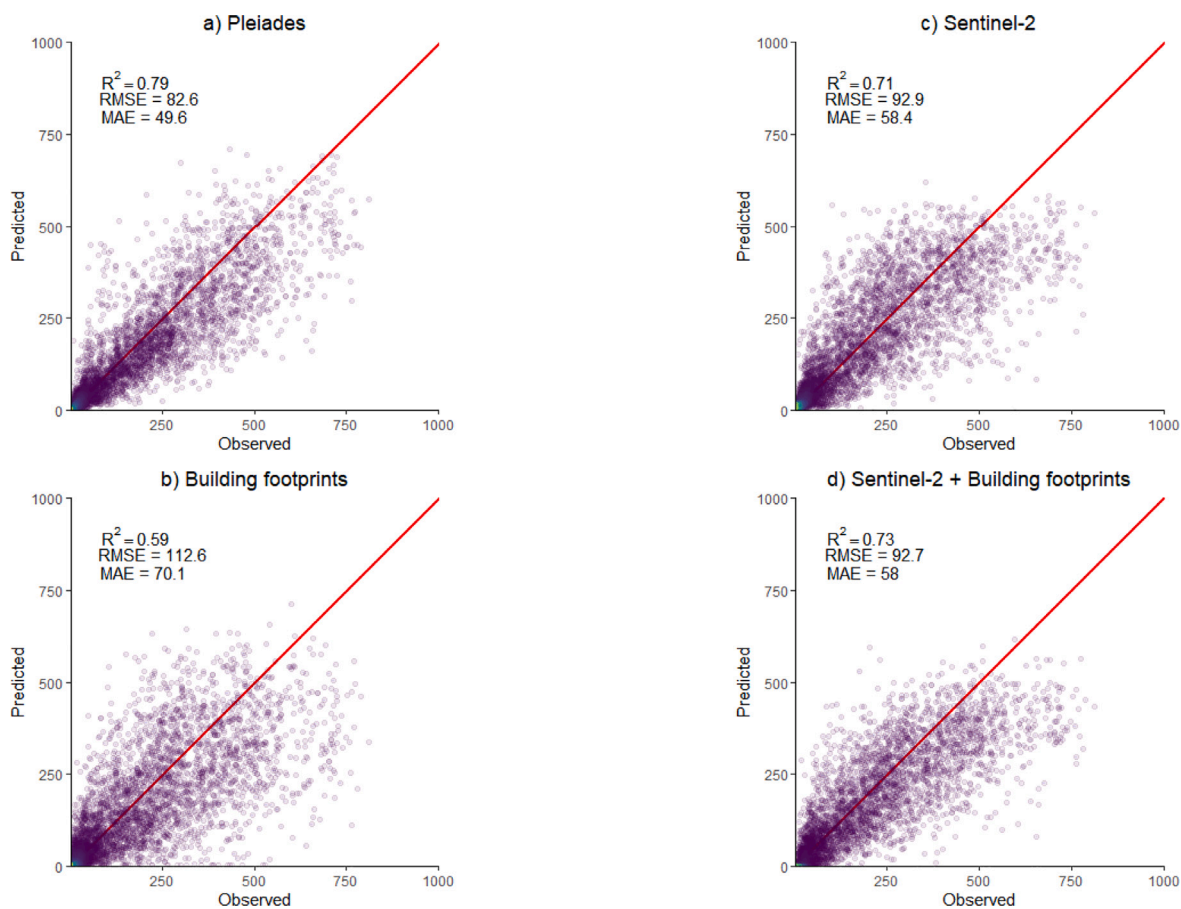 a) Pleiades
R² = 0.79
RMSE = 82.6
MAE = 49.6
1000
750
500
250
0
Predicted
250 500 750 1000
Observed
c) Sentinel-2
R² = 0.71
RMSE = 92.9
MAE = 58.4
1000
750
500
250
0
Predicted
250 500 750 1000
Observed
b) Building footprints
R² = 0.59
RMSE = 112.6
MAE = 70.1
1000
750
500
250
0
Predicted
250 500 750 1000
Observed
d) Sentinel-2 + Building footprints
R² = 0.73
RMSE = 92.7
MAE = 58
1000
750
500
250
0
Predicted
250 500 750 1000
Observed